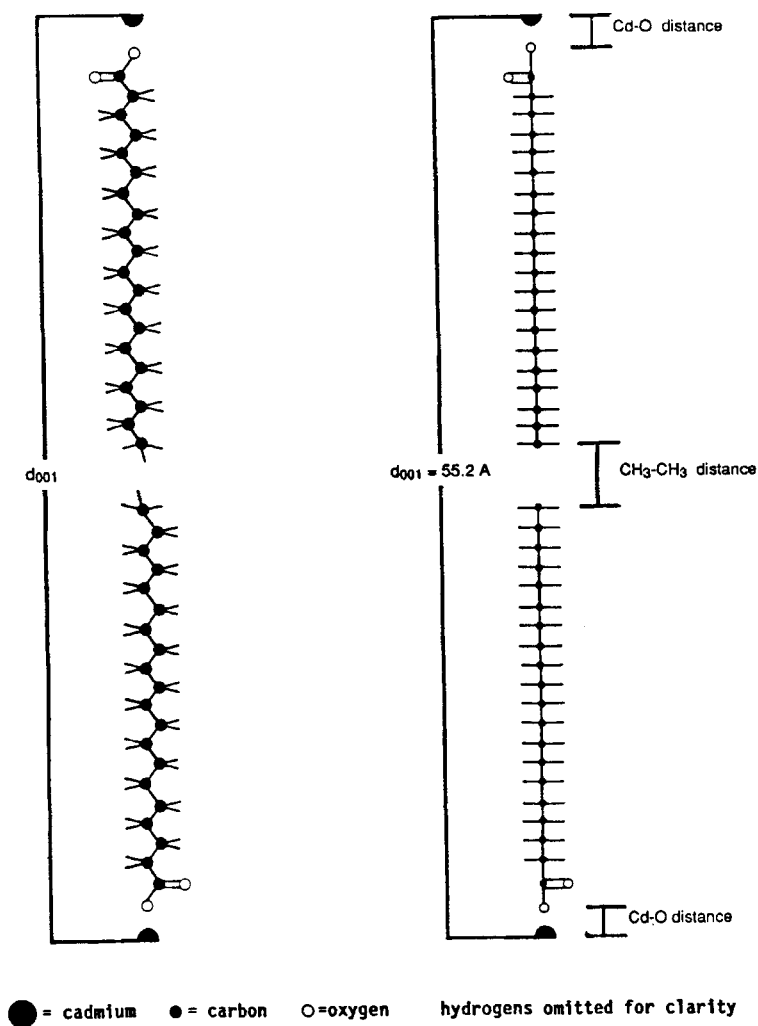 Cd-O distance
d001
d001 = 55.2 A
CH3-CH3 distance
Cd-O distance
= cadmium = carbon =oxygen hydrogens omitted for clarity